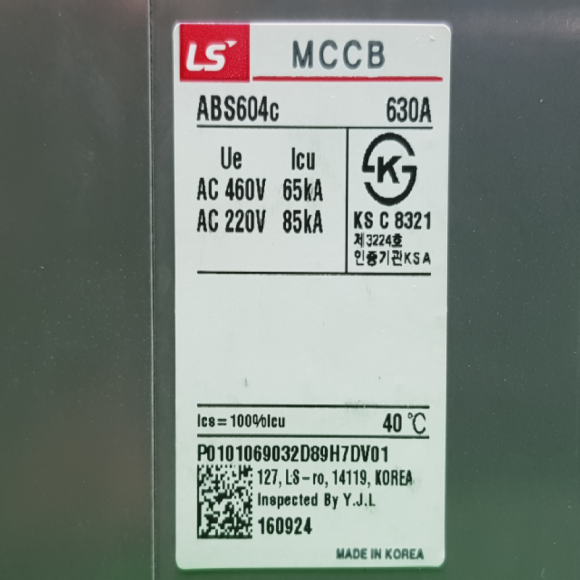 LS MCCB
ABS604c 630A
Ue Icu
AC 460V 65kA
AC 220V 85kA
K
KS C 8321
제3224호
인증기관KSA
Ics=100%Icu 40℃
P0101069032D89H7DV01
127, LS-ro, 14119, KOREA
Inspected By Y.J.L
160924
MADE IN KOREA